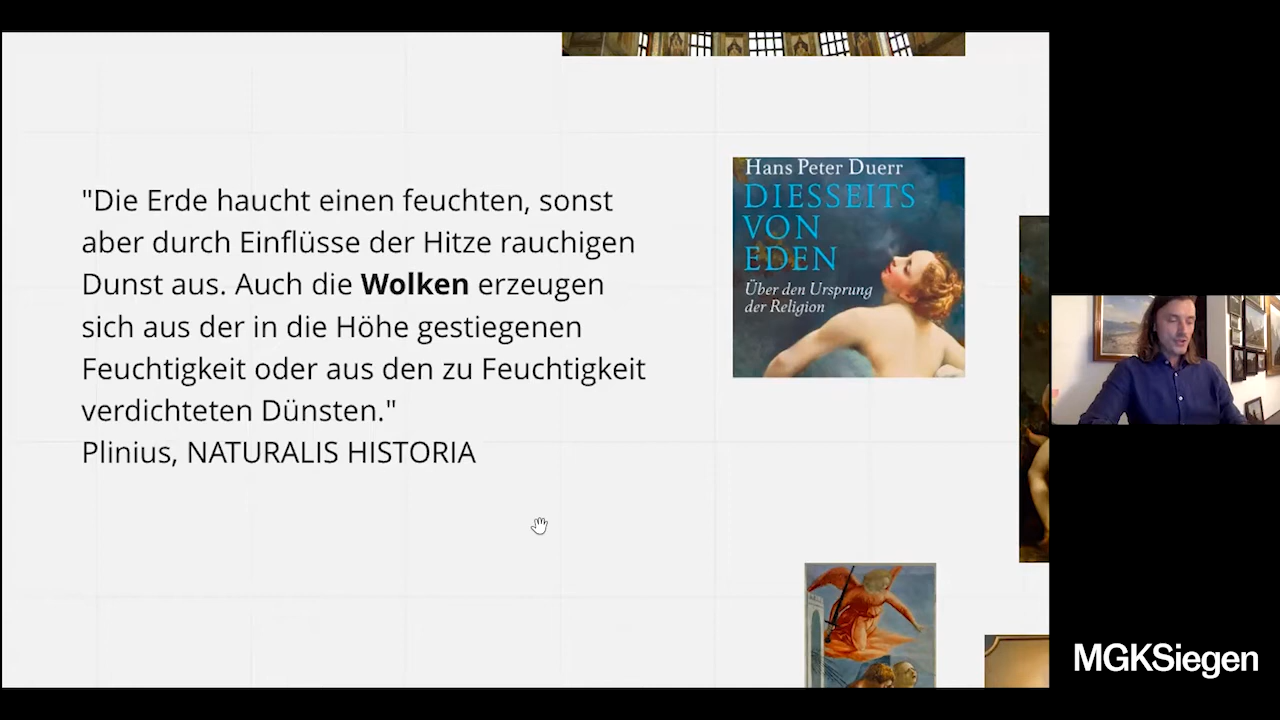 "Die Erde haucht einen feuchten, sonst
aber durch Einflüsse der Hitze rauchigen
Dunst aus. Auch die Wolken erzeugen
sich aus der in die Höhe gestiegenen
Feuchtigkeit oder aus den zu Feuchtigkeit
verdichteten Dünsten."
Plinius, NATURALIS HISTORIA
Hans Peter Duerr
DIESSEITS
VON
EDEN
Über den Ursprung
der Religion
MGKSiegen